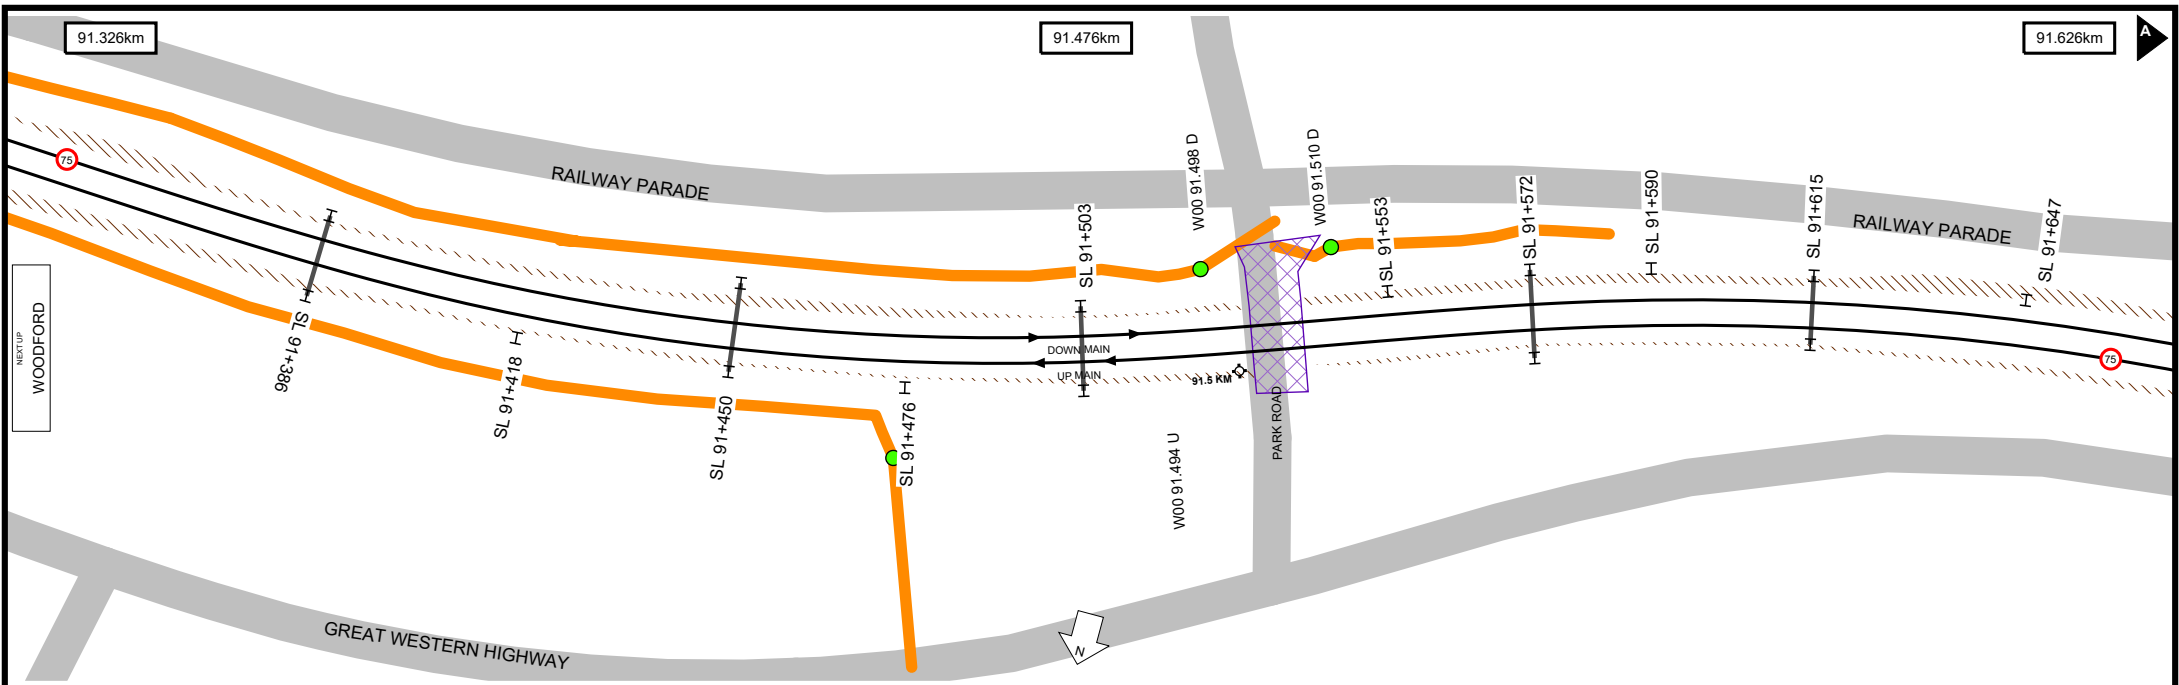 91.326km
91.476km
91.626km
A
75
RAILWAY PARADE
W00 91.498 D
W00 91.510 D
SL 91+503
SL 91+553
SL 91+572
SL 91+590
SL 91+615
RAILWAY PARADE
SL 91+647
NEXT UP
WOODFORD
SL 91+386
SL 91+418
SL 91+450
SL 91+476
DOWN MAIN
UP MAIN
91.5 KM
W00 91.494 U
PARK ROAD
75
GREAT WESTERN HIGHWAY
N